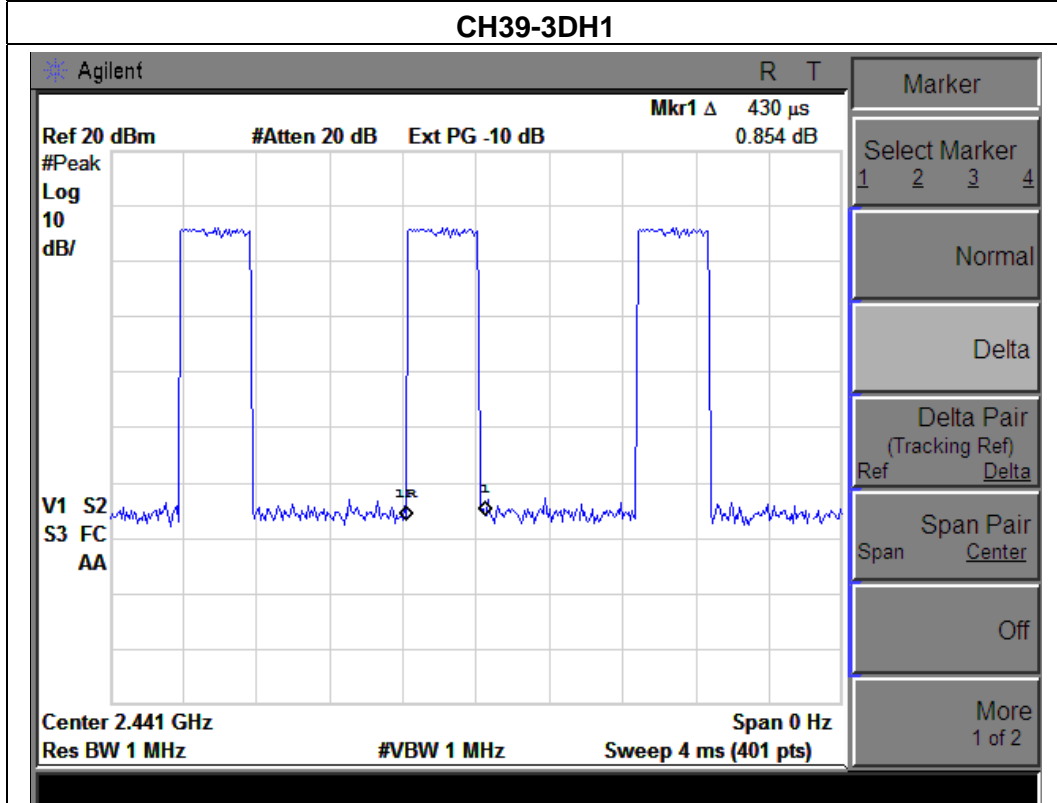 CH39-3DH1
Agilent R T
Mkr1 Δ 430 μs
Ref 20 dBm #Atten 20 dB Ext PG -10 dB 0.854 dB
#Peak
Log
10
dB/
1R 1
V1 S2
S3 FC
AA
Center 2.441 GHz Span 0 Hz
Res BW 1 MHz #VBW 1 MHz Sweep 4 ms (401 pts)
Marker
Select Marker
1 2 3 4
Normal
Delta
Delta Pair
(Tracking Ref)
Ref Delta
Span Pair
Span Center
Off
More
1 of 2